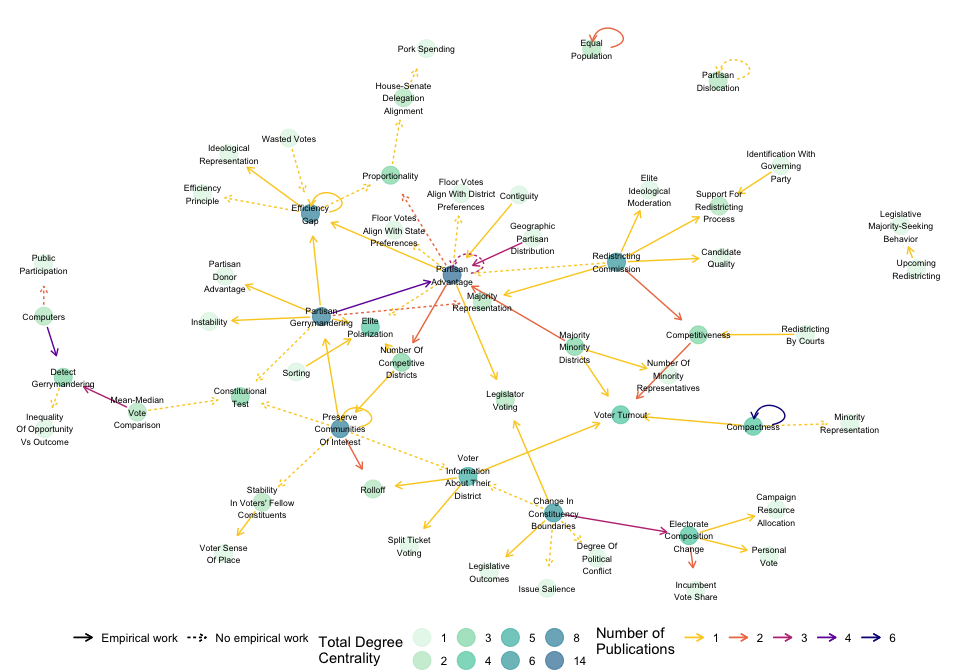 Pork Spending
Equal
Population
Partisan
Dislocation
House-Senate
Delegation
Alignment
Wasted Votes
Ideological
Representation
Proportionality
Efficiency
Principle
Efficiency
Gap
Floor Votes
Align With District
Preferences
Contiguity
Floor Votes
Align With State
Preferences
Geographic
Partisan
Distribution
Elite
Ideological
Moderation
Identification With
Governing
Party
Support For
Redistricting
Process
Legislative
Majority-Seeking
Behavior
Upcoming
Redistricting
Candidate
Quality
Redistricting
Commission
Public
Participation
Computers
Partisan
Donor
Advantage
Partisan
Advantage
Majority
Representation
Instability
Partisan
Gerrymandering
Elite
Polarization
Number Of
Competitive
Districts
Majority
Minority
Districts
Competitiveness
Redistricting
By Courts
Number Of
Minority
Representatives
Detect
Gerrymandering
Sorting
Constitutional
Test
Mean-Median
Vote
Comparison
Inequality
Of Opportunity
Vs Outcome
Preserve
Communities
Of Interest
Legislator
Voting
Voter Turnout
Compactness
Minority
Representation
Voter
Information
About Their
District
Rolloff
Stability
In Voters' Fellow
Constituents
Voter Sense
Of Place
Split Ticket
Voting
Change In
Constituency
Boundaries
Legislative
Outcomes
Issue Salience
Degree Of
Political
Conflict
Electorate
Composition
Change
Campaign
Resource
Allocation
Personal
Vote
Incumbent
Vote Share
Empirical work
No empirical work
Total Degree
Centrality
1 3 5 8
2 4 6 14
Number of
Publications
1 2 3 4 6